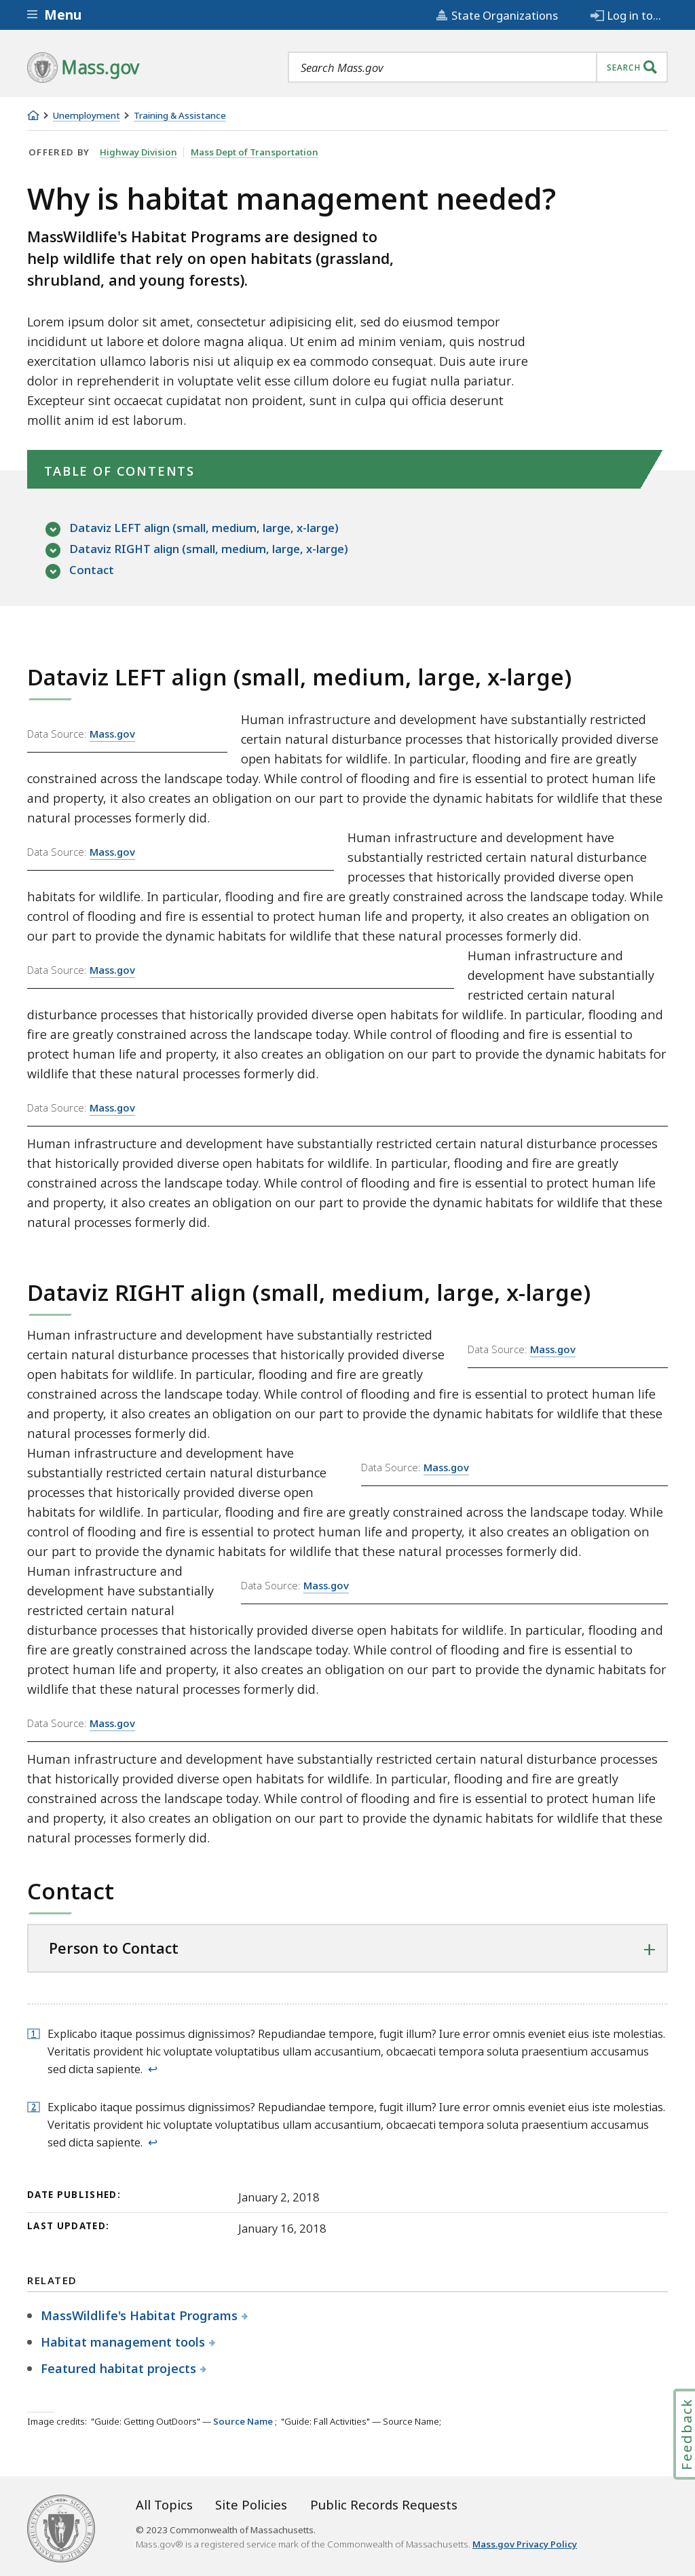 Menu
State Organizations
Log in to...
Mass.gov
Search Mass.gov
SEARCH
Unemployment
Training & Assistance
OFFERED BY
Highway Division
Mass Dept of Transportation
Why is habitat management needed?
MassWildlife's Habitat Programs are designed to
help wildlife that rely on open habitats (grassland,
shrubland, and young forests).
Lorem ipsum dolor sit amet, consectetur adipisicing elit, sed do eiusmod tempor
incididunt ut labore et dolore magna aliqua. Ut enim ad minim veniam, quis nostrud
exercitation ullamco laboris nisi ut aliquip ex ea commodo consequat. Duis aute irure
dolor in reprehenderit in voluptate velit esse cillum dolore eu fugiat nulla pariatur.
Excepteur sint occaecat cupidatat non proident, sunt in culpa qui officia deserunt
mollit anim id est laborum.
TABLE OF CONTENTS
Dataviz LEFT align (small, medium, large, x-large)
Dataviz RIGHT align (small, medium, large, x-large)
Contact
Dataviz LEFT align (small, medium, large, x-large)
Data Source: Mass.gov
Human infrastructure and development have substantially restricted
certain natural disturbance processes that historically provided diverse
open habitats for wildlife. In particular, flooding and fire are greatly
constrained across the landscape today. While control of flooding and fire is essential to protect human life
and property, it also creates an obligation on our part to provide the dynamic habitats for wildlife that these
natural processes formerly did.
Data Source: Mass.gov
Human infrastructure and development have
substantially restricted certain natural disturbance
processes that historically provided diverse open
habitats for wildlife. In particular, flooding and fire are greatly constrained across the landscape today. While
control of flooding and fire is essential to protect human life and property, it also creates an obligation on
our part to provide the dynamic habitats for wildlife that these natural processes formerly did.
Data Source: Mass.gov
Human infrastructure and
development have substantially
restricted certain natural
disturbance processes that historically provided diverse open habitats for wildlife. In particular, flooding and
fire are greatly constrained across the landscape today. While control of flooding and fire is essential to
protect human life and property, it also creates an obligation on our part to provide the dynamic habitats for
wildlife that these natural processes formerly did.
Data Source: Mass.gov
Human infrastructure and development have substantially restricted certain natural disturbance processes
that historically provided diverse open habitats for wildlife. In particular, flooding and fire are greatly
constrained across the landscape today. While control of flooding and fire is essential to protect human life
and property, it also creates an obligation on our part to provide the dynamic habitats for wildlife that these
natural processes formerly did.
Dataviz RIGHT align (small, medium, large, x-large)
Human infrastructure and development have substantially restricted
certain natural disturbance processes that historically provided diverse
open habitats for wildlife. In particular, flooding and fire are greatly
Data Source: Mass.gov
constrained across the landscape today. While control of flooding and fire is essential to protect human life
and property, it also creates an obligation on our part to provide the dynamic habitats for wildlife that these
natural processes formerly did.
Human infrastructure and development have
substantially restricted certain natural disturbance
processes that historically provided diverse open
Data Source: Mass.gov
habitats for wildlife. In particular, flooding and fire are greatly constrained across the landscape today. While
control of flooding and fire is essential to protect human life and property, it also creates an obligation on
our part to provide the dynamic habitats for wildlife that these natural processes formerly did.
Human infrastructure and
development have substantially
restricted certain natural
Data Source: Mass.gov
disturbance processes that historically provided diverse open habitats for wildlife. In particular, flooding and
fire are greatly constrained across the landscape today. While control of flooding and fire is essential to
protect human life and property, it also creates an obligation on our part to provide the dynamic habitats for
wildlife that these natural processes formerly did.
Data Source: Mass.gov
Human infrastructure and development have substantially restricted certain natural disturbance processes
that historically provided diverse open habitats for wildlife. In particular, flooding and fire are greatly
constrained across the landscape today. While control of flooding and fire is essential to protect human life
and property, it also creates an obligation on our part to provide the dynamic habitats for wildlife that these
natural processes formerly did.
Contact
Person to Contact
1 Explicabo itaque possimus dignissimos? Repudiandae tempore, fugit illum? Iure error omnis eveniet eius iste molestias.
Veritatis provident hic voluptate voluptatibus ullam accusantium, obcaecati tempora soluta praesentium accusamus
sed dicta sapiente. ↩
2 Explicabo itaque possimus dignissimos? Repudiandae tempore, fugit illum? Iure error omnis eveniet eius iste molestias.
Veritatis provident hic voluptate voluptatibus ullam accusantium, obcaecati tempora soluta praesentium accusamus
sed dicta sapiente. ↩
DATE PUBLISHED: January 2, 2018
LAST UPDATED: January 16, 2018
RELATED
MassWildlife's Habitat Programs
Habitat management tools
Featured habitat projects
Image credits: "Guide: Getting OutDoors" — Source Name ; "Guide: Fall Activities" — Source Name;
Feedback
All Topics
Site Policies
Public Records Requests
© 2023 Commonwealth of Massachusetts.
Mass.gov® is a registered service mark of the Commonwealth of Massachusetts. Mass.gov Privacy Policy